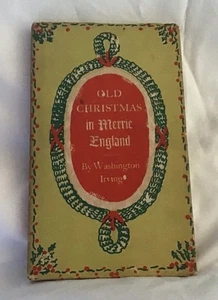 OLD
CHRISTMAS
in Merrie
England
By Washington
Irving